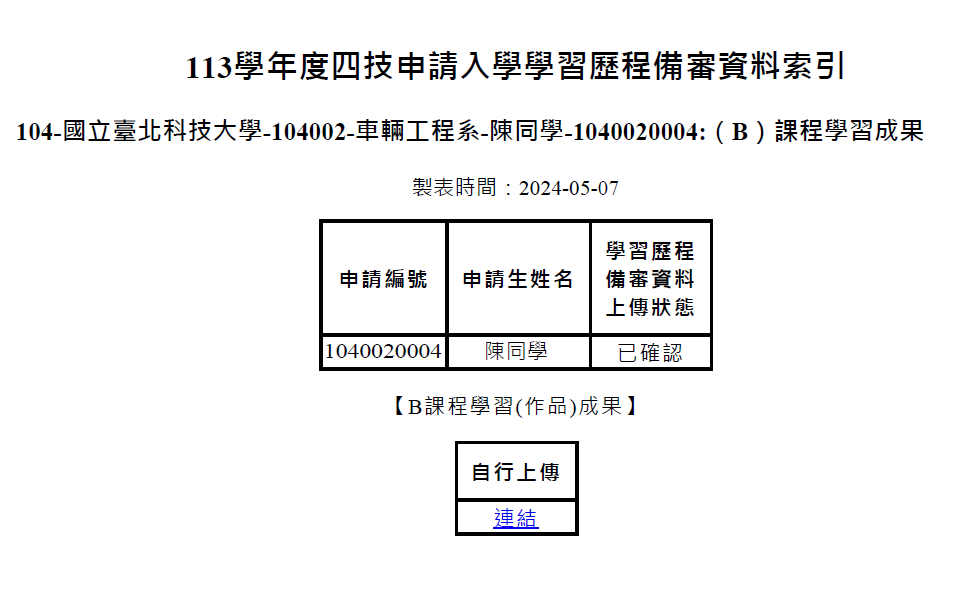 113學年度四技申請入學學習歷程備審資料索引
104-國立臺北科技大學-104002-車輛工程系-陳同學-1040020004:（B）課程學習成果
製表時間：2024-05-07
申請編號 申請生姓名 學習歷程
備審資料
上傳狀態
1040020004 陳同學 已確認
【B課程學習(作品)成果】
自行上傳
連結